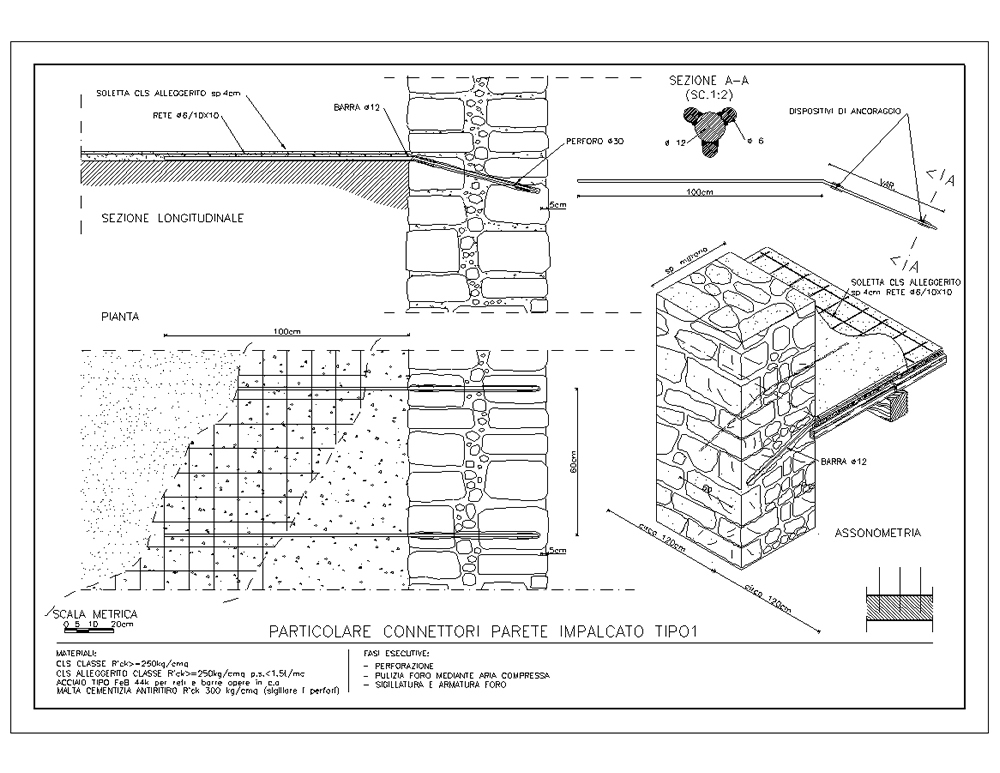 SOLETTA CLS ALLEGGERITO sp 4cm
RETE ø6/10X10
BARRA ø12
PERFORO ø30
5cm
SEZIONE LONGITUDINALE
SEZIONE A-A
(SC.1:2)
ø 12
ø 6
DISPOSITIVI DI ANCORAGGIO
VAR.
100cm
<IA
<IA
PIANTA
100cm
60cm
5cm
sp murario
SOLETTA CLS ALLEGGERITO
sp 4cm RETE ø6/10X10
BARRA ø12
60
circa 120cm
circa 120cm
ASSONOMETRIA
SCALA METRICA
0 5 10 20cm
PARTICOLARE CONNETTORI PARETE IMPALCATO TIPO1
MATERIALI:
CLS CLASSE R'ck>=250kg/cmq
CLS ALLEGGERITO CLASSE R'ck>=250kg/cmq p.s.<1.5t/mc
ACCIAIO TIPO FeB 44k per reti e barre opere in c.a
MALTA CEMENTIZIA ANTIRITIRO R'ck 300 kg/cmq (sigillare i perfori)
FASI ESECUTIVE:
- PERFORAZIONE
- PULIZIA FORO MEDIANTE ARIA COMPRESSA
- SIGILLATURA E ARMATURA FORO